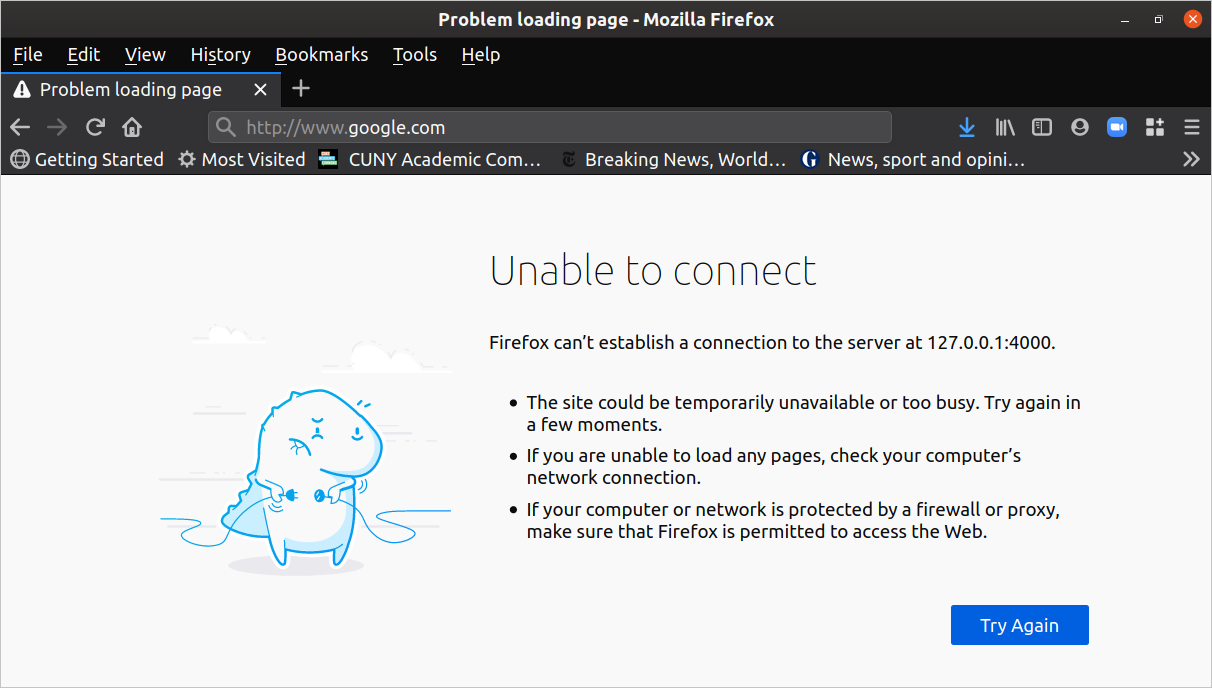 Problem loading page - Mozilla Firefox
File Edit View History Bookmarks Tools Help
Problem loading page
http://www.google.com
Getting Started Most Visited CUNY Academic Com… Breaking News, World… News, sport and opini…
Unable to connect
Firefox can’t establish a connection to the server at 127.0.0.1:4000.
• The site could be temporarily unavailable or too busy. Try again in
a few moments.
• If you are unable to load any pages, check your computer’s
network connection.
• If your computer or network is protected by a firewall or proxy,
make sure that Firefox is permitted to access the Web.
Try Again